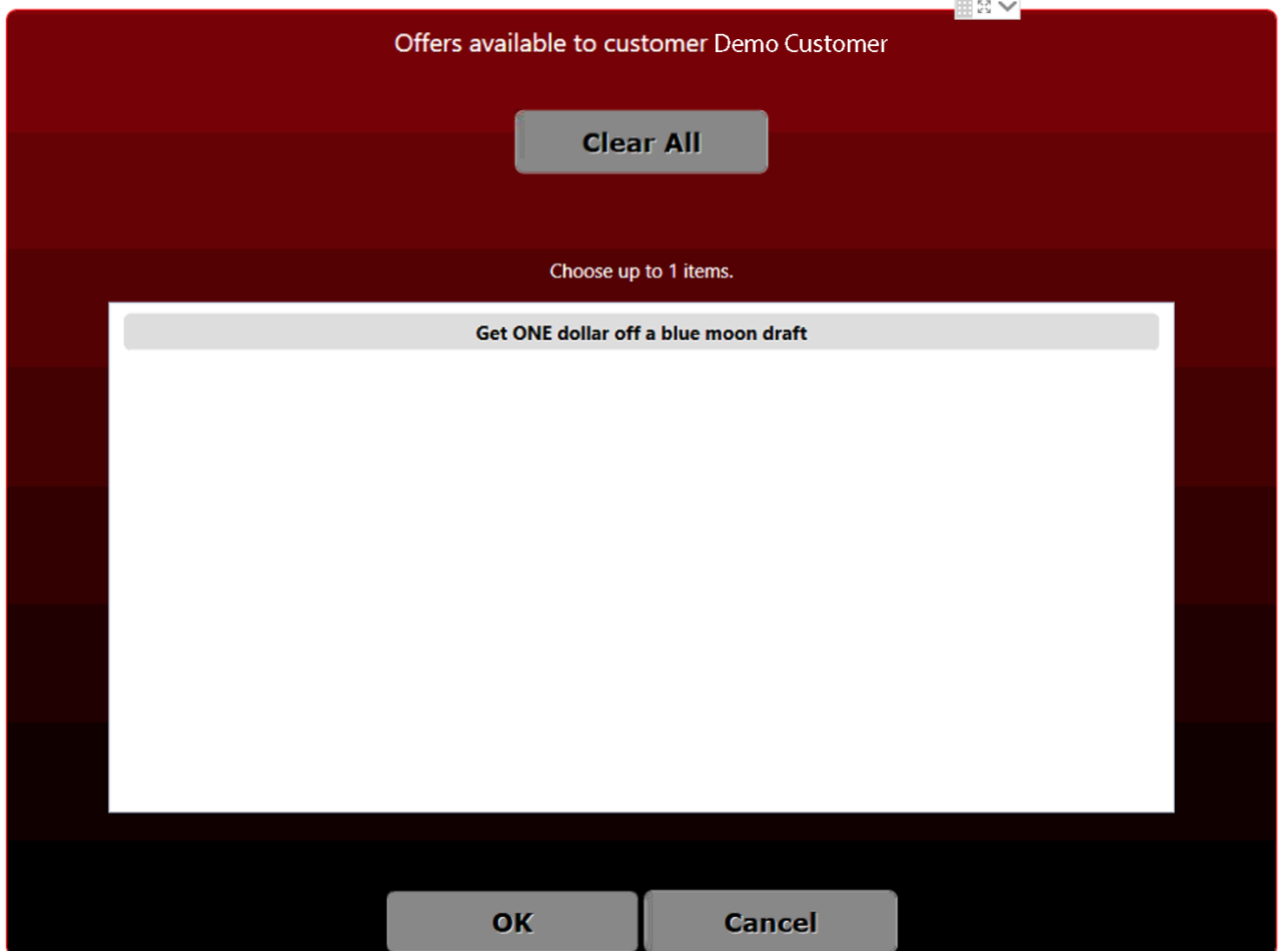 Offers available to customer Demo Customer
Clear All
Choose up to 1 items.
Get ONE dollar off a blue moon draft
OK
Cancel